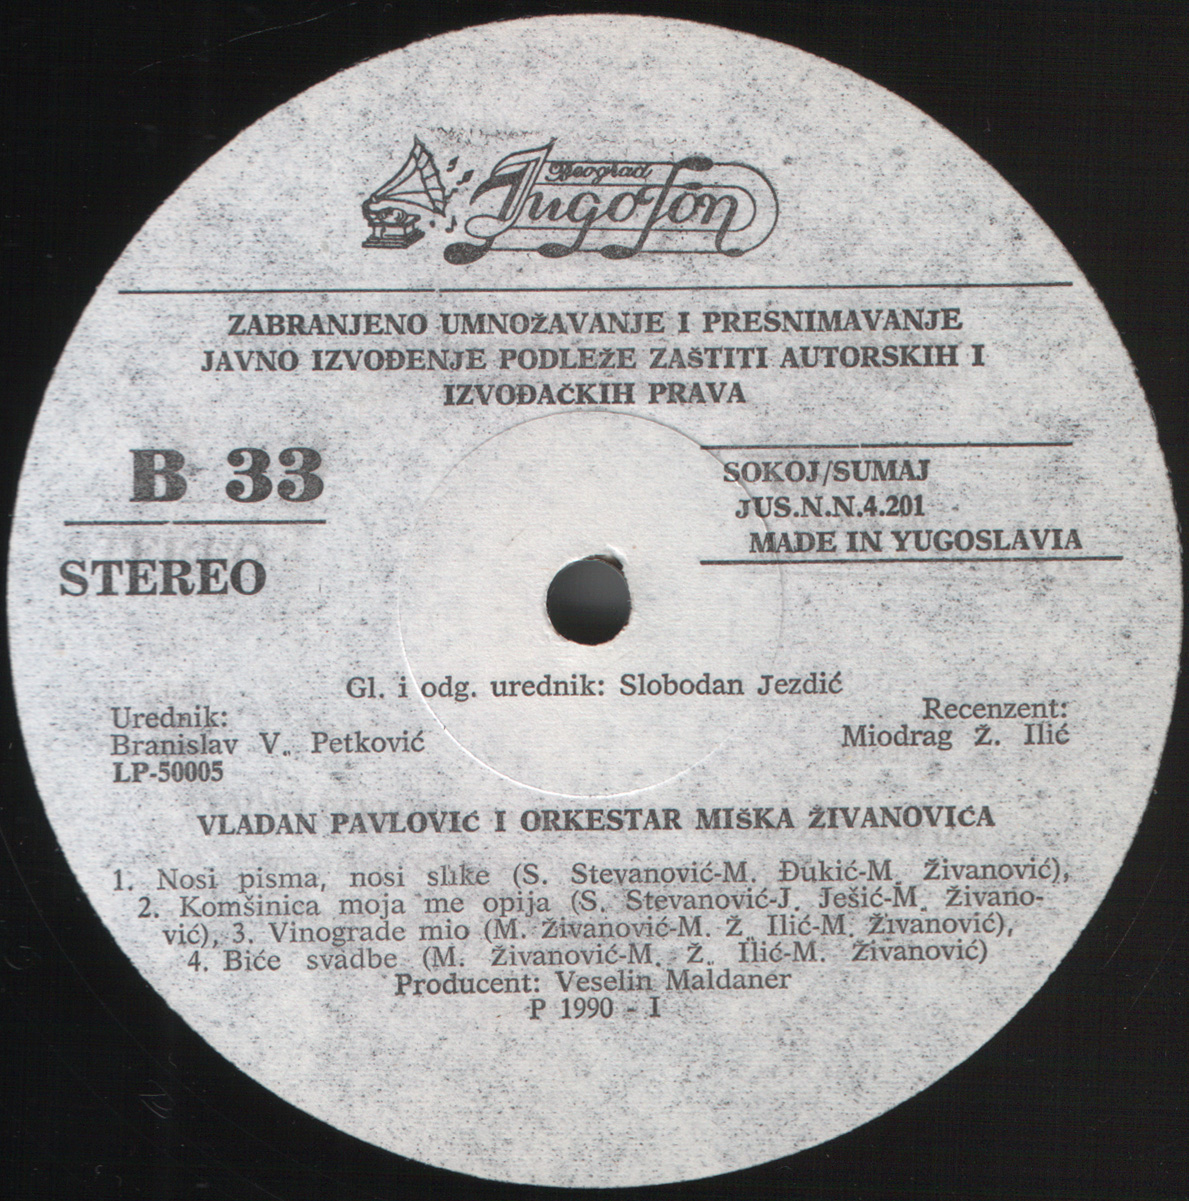 Beograd
Jugofon
ZABRANJENO UMNOŽAVANJE I PRESNIMAVANJE
JAVNO IZVOĐENJE PODLEŽE ZAŠTITI AUTORSKIH I
IZVOĐAČKIH PRAVA
B 33
STEREO
SOKOJ/SUMAJ
JUS.N.N.4.201
MADE IN YUGOSLAVIA
Gl. i odg. urednik: Slobodan Jezdić
Urednik:
Branislav V. Petković
LP-50005
Recenzent:
Miodrag Ž. Ilić
VLADAN PAVLOVIĆ I ORKESTAR MIŠKA ŽIVANOVIĆA
1. Nosi pisma, nosi slike (S. Stevanović-M. Đukić-M. Živanović),
2. Komšinica moja me opija (S. Stevanović-J. Ješić-M. Živano-
vić), 3. Vinograde mio (M. Živanović-M. Ž. Ilić-M. Živanović),
4. Biće svadbe (M. Živanović-M. Ž. Ilić-M. Živanović)
Producent: Veselin Maldaner
P 1990 - I